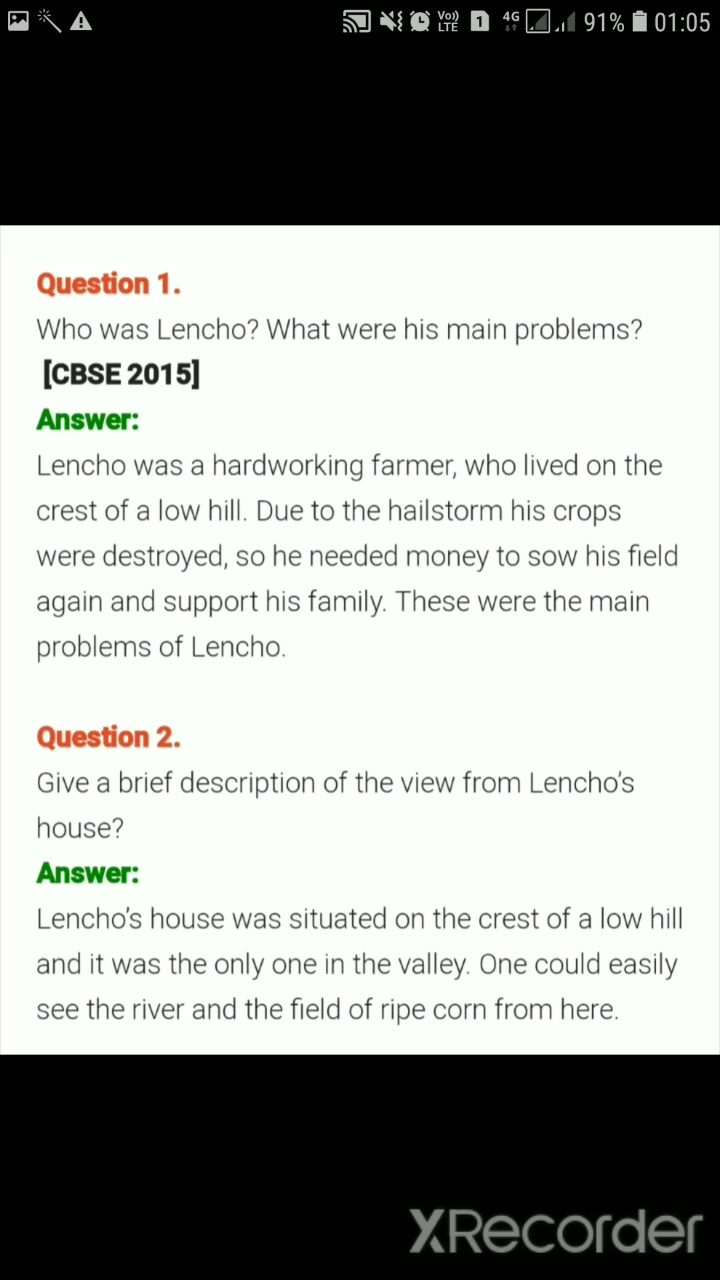 Vo))
LTE
1
4G
91%
01:05
Question 1.
Who was Lencho? What were his main problems?
[CBSE 2015]
Answer:
Lencho was a hardworking farmer, who lived on the
crest of a low hill. Due to the hailstorm his crops
were destroyed, so he needed money to sow his field
again and support his family. These were the main
problems of Lencho.
Question 2.
Give a brief description of the view from Lencho’s
house?
Answer:
Lencho’s house was situated on the crest of a low hill
and it was the only one in the valley. One could easily
see the river and the field of ripe corn from here.
XRecorder